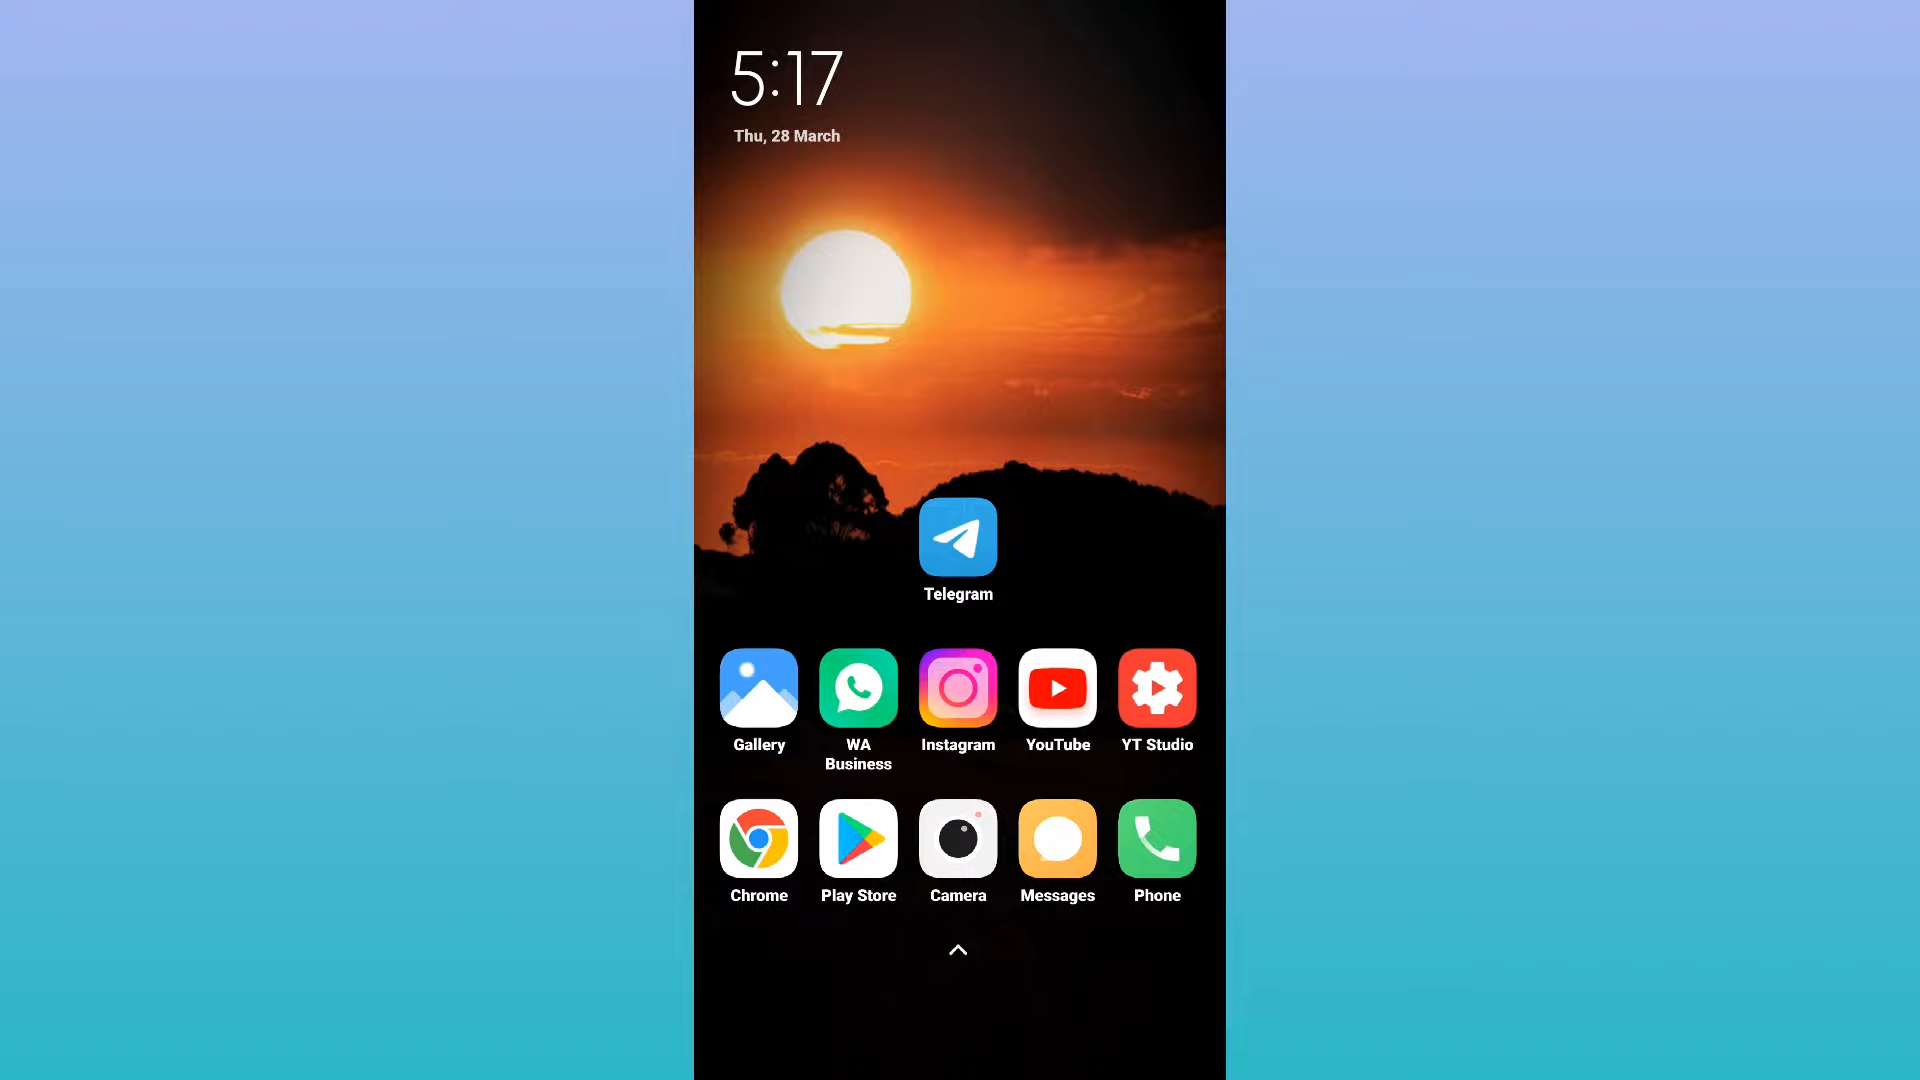 5:17
Thu, 28 March
Telegram
Gallery
WA
Business
Instagram
YouTube
YT Studio
Chrome
Play Store
Camera
Messages
Phone